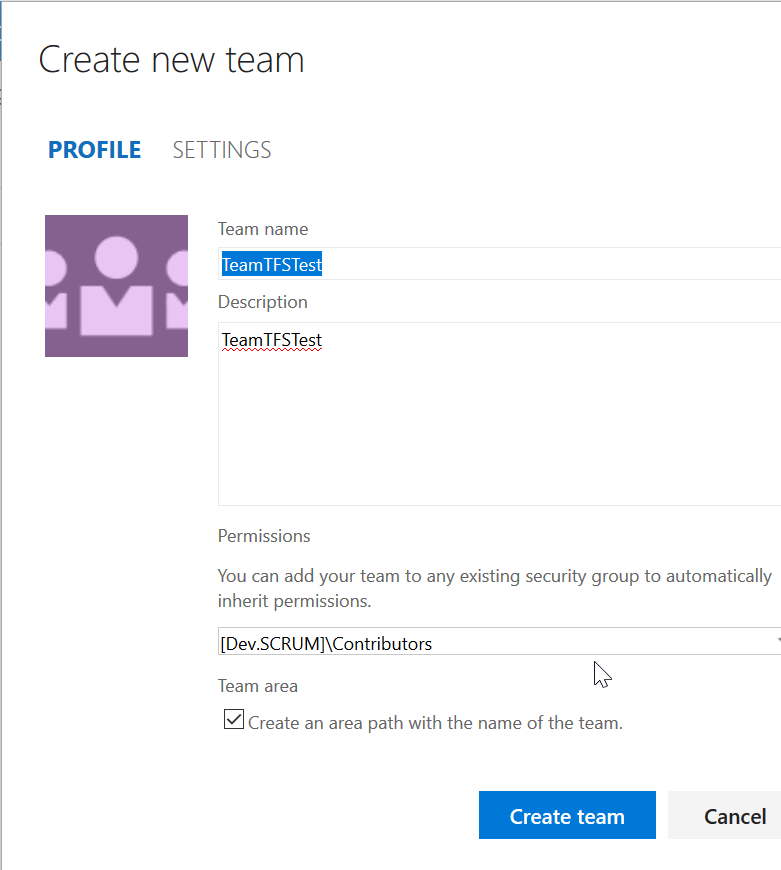 Create new team
PROFILE SETTINGS
Team name
TeamTFSTest
Description
TeamTFSTest
Permissions
You can add your team to any existing security group to automatically
inherit permissions.
[Dev.SCRUM]\Contributors
Team area
Create an area path with the name of the team.
Create team Cancel